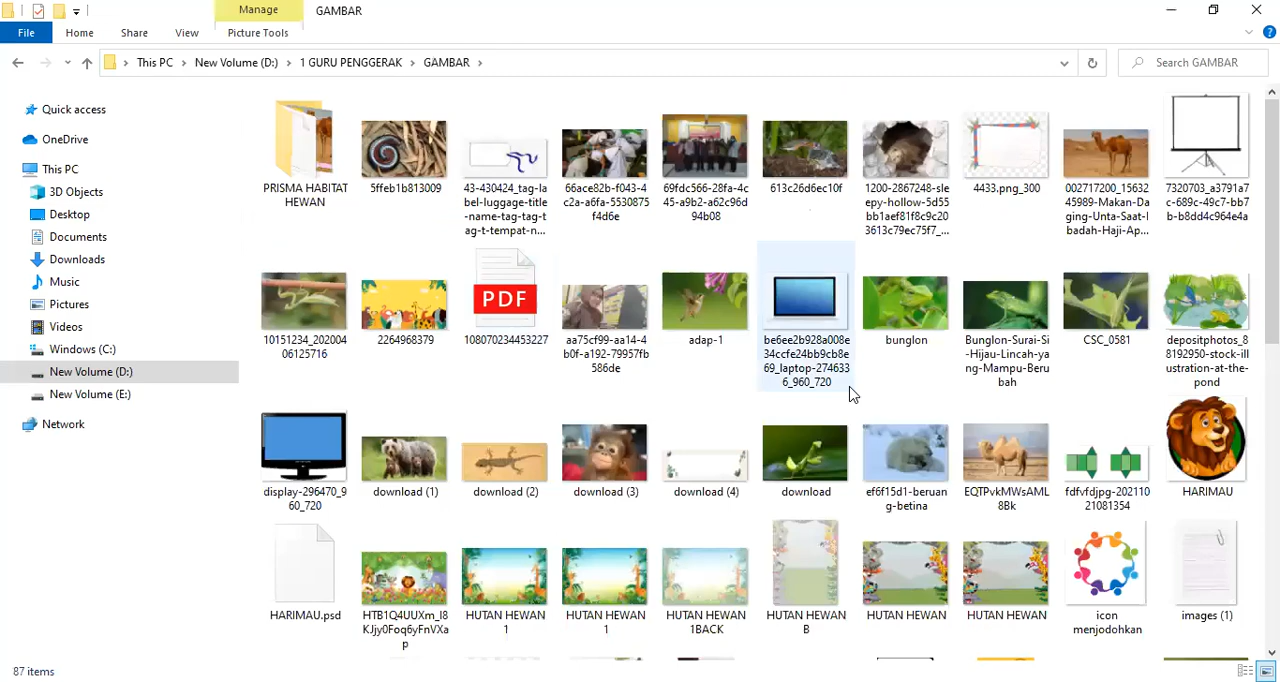 Manage
GAMBAR
File
Home
Share
View
Picture Tools
This PC
New Volume (D:)
1 GURU PENGGERAK
GAMBAR
Search GAMBAR
Quick access
OneDrive
This PC
3D Objects
Desktop
Documents
Downloads
Music
Pictures
Videos
Windows (C:)
New Volume (D:)
New Volume (E:)
Network
PRISMA HABITAT
HEWAN
5ffeb1b813009
43-430424_tag-la
bel-luggage-title
-name-tag-tag-t
ag-t-tempat-n...
66ace82b-f043-4
c2a-a6fa-5530875
f4d6e
69fdc566-28fa-4c
45-a9b2-a62c96d
94b08
613c26d6ec10f
1200-2867248-sle
epy-hollow-5d55
bb1aef81f8c9c20
3613c79ec75f7_...
4433.png_300
002717200_15632
45989-Makan-Da
ging-Unta-Saat-I
badah-Haji-Ap...
7320703_a3791a7
c-689c-49c7-bb7
b-b8dd4c964e4a
10151234_202004
06125716
2264968379
PDF
108070234453227
aa75cf99-aa14-4
b0f-a192-79957fb
586de
adap-1
be6ee2b928a008e
34ccfe24bb9cb8e
69_laptop-274633
6_960_720
bunglon
Bunglon-Surai-Si
-Hijau-Lincah-ya
ng-Mampu-Beru
bah
CSC_0581
depositphotos_8
8192950-stock-ill
ustration-at-the-
pond
display-296470_9
60_720
download (1)
download (2)
download (3)
download (4)
download
ef6f15d1-beruan
g-betina
EQTPvkMWsAML
8Bk
fdfvfdjpg-202110
21081354
HARIMAU
HARIMAU.psd
HTB1Q4UUXm_I8
KJjy0Foq6yFnVXa
p
HUTAN HEWAN
1
HUTAN HEWAN
1
HUTAN HEWAN
1BACK
HUTAN HEWAN
B
HUTAN HEWAN
HUTAN HEWAN
icon
menjodohkan
images (1)
87 items